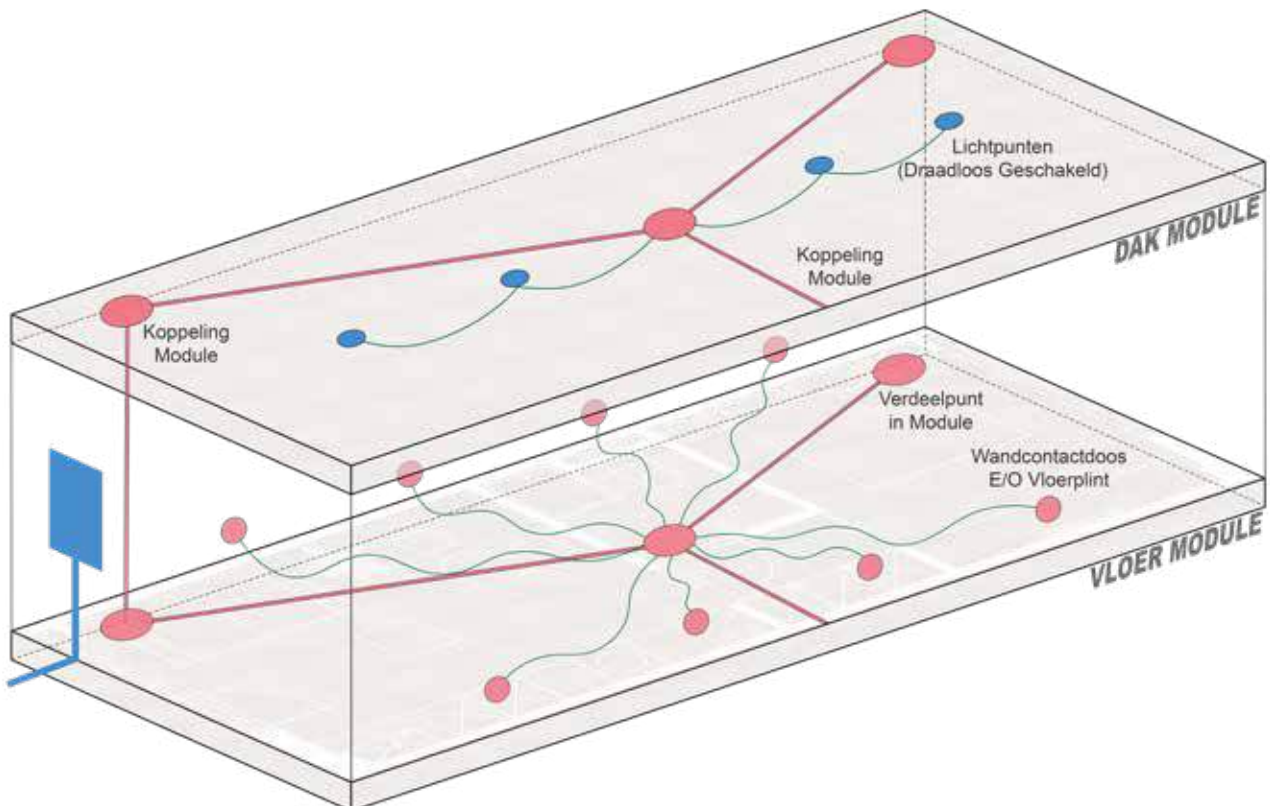 Lichtpunten
(Draadloos Geschakeld)
DAK MODULE
Koppeling
Module
Koppeling
Module
Verdeelpunt
in Module
Wandcontactdoos
E/O Vloerplint
VLOER MODULE